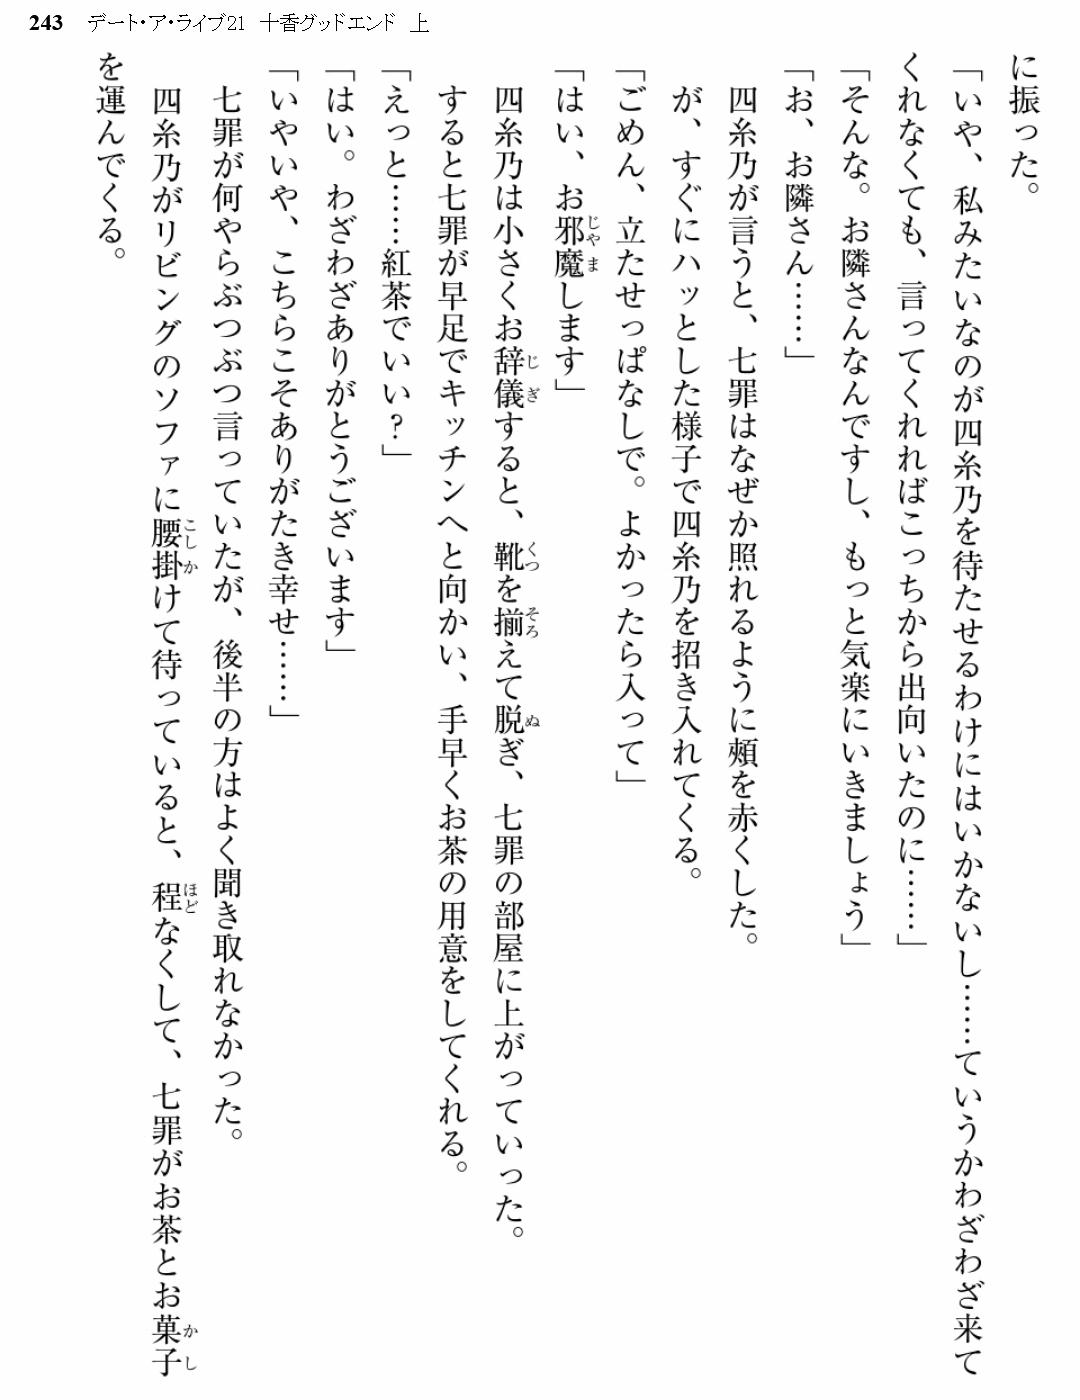 243 デート・ア・ライブ21 十香グッドエンド 上
に振った。
「いや、私みたいなのが四糸乃を待たせるわけにはいかないし……ていうかわざわざ来て
くれなくても、言ってくれればこっちから出向いたのに……」
「そんな。お隣さんなんですし、もっと気楽にいきましょう」
「お、お隣さん……」
四糸乃が言うと、七罪はなぜか照れるように頰を赤くした。
が、すぐにハッとした様子で四糸乃を招き入れてくる。
「ごめん、立たせっぱなしで。よかったら入って」
「はい、お邪魔します」
じゃま
四糸乃は小さくお辞儀すると、靴を揃えて脱ぎ、七罪の部屋に上がっていった。
じぎ くつ そろ ぬ
すると七罪が早足でキッチンへと向かい、手早くお茶の用意をしてくれる。
「えっと……紅茶でいい？」
「はい。わざわざありがとうございます」
「いやいや、こちらこそありがたき幸せ……」
七罪が何やらぶつぶつ言っていたが、後半の方はよく聞き取れなかった。
四糸乃がリビングのソファに腰掛けて待っていると、程なくして、七罪がお茶とお菓子
こしか ほど かし
を運んでくる。